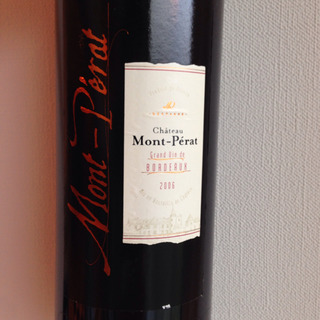 Mont-Pérat
Château
Mont-Pérat
Grand Vin de
BORDEAUX
2006